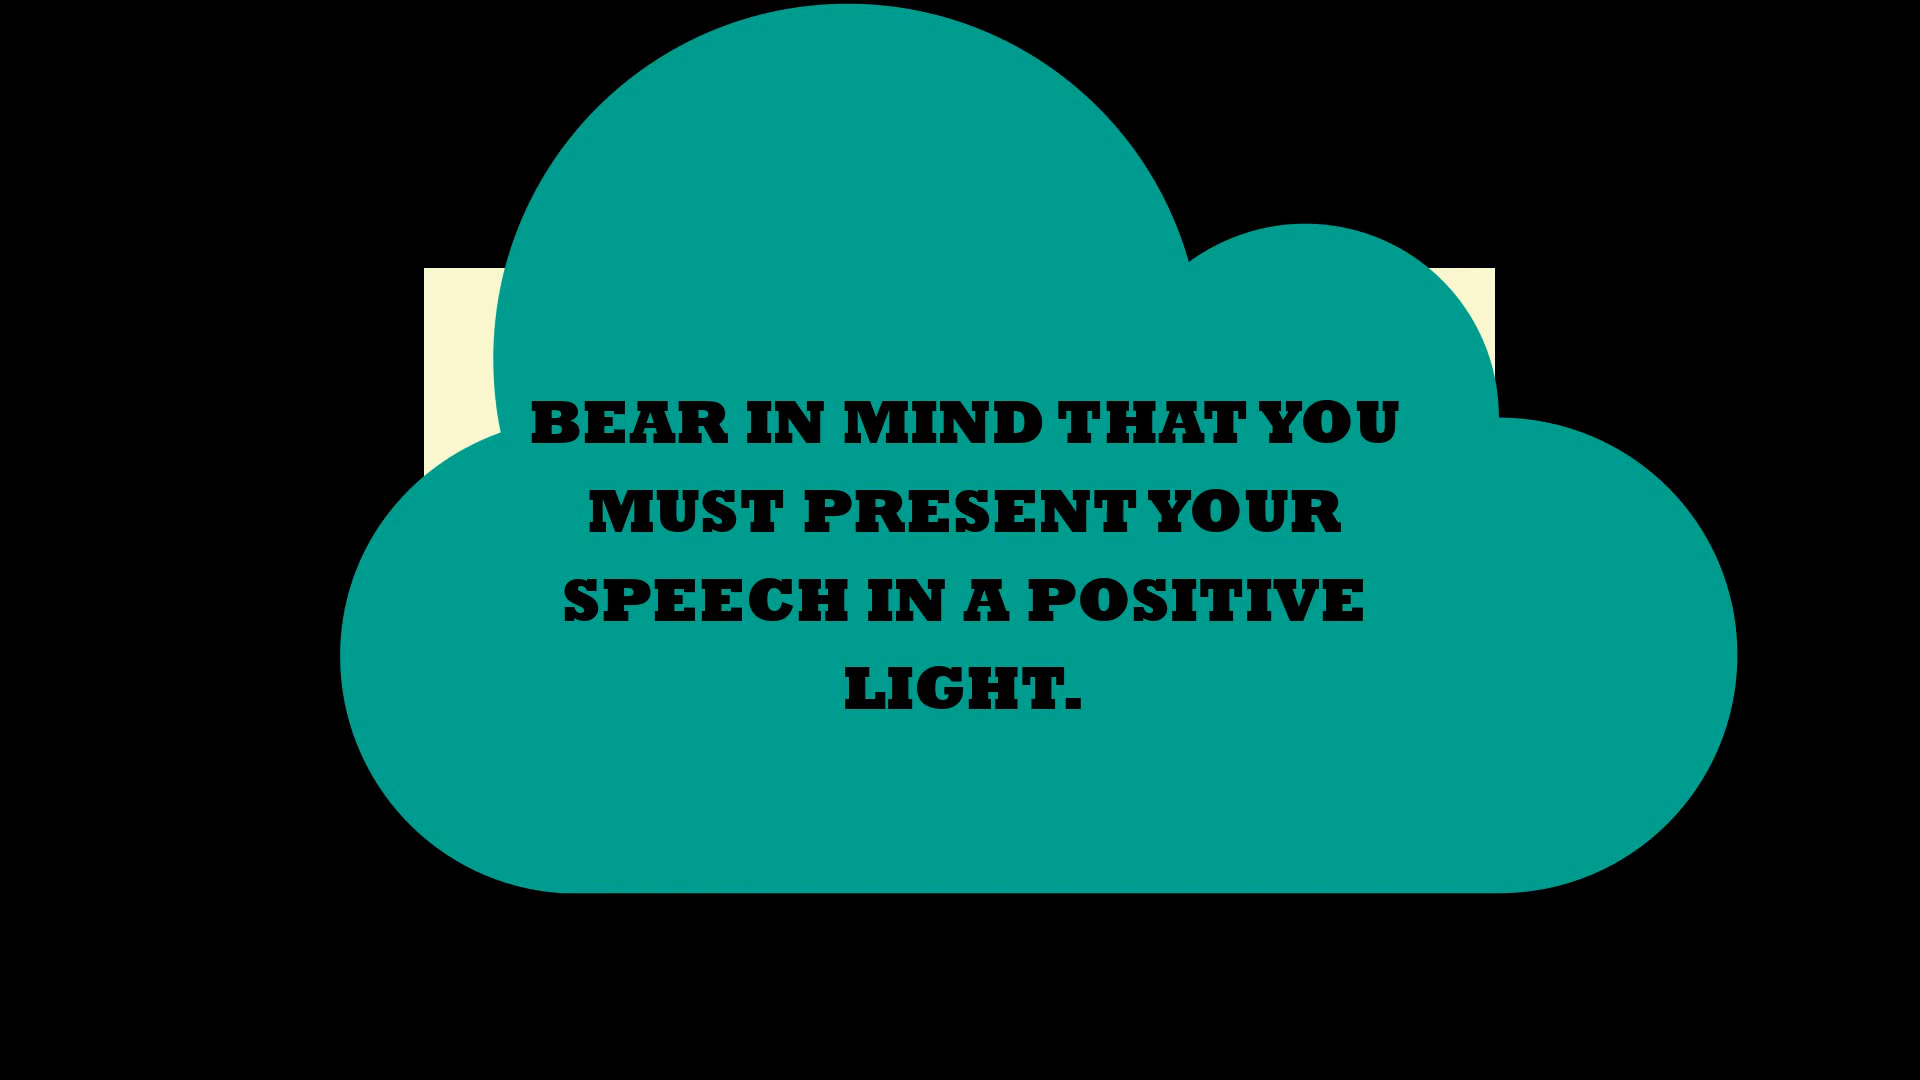 BEAR IN MIND THAT YOU
MUST PRESENT YOUR
SPEECH IN A POSITIVE
LIGHT.